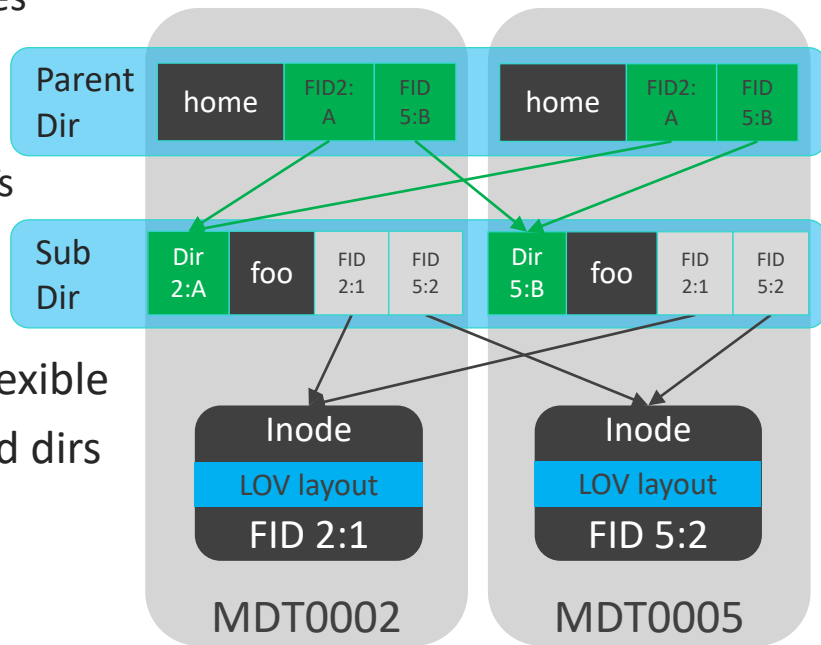 es
Parent
Dir
home
FID2:
A
FID
5:B
home
FID2:
A
FID
5:B
Sub
Dir
Dir
2:A
foo
FID
2:1
FID
5:2
Dir
5:B
foo
FID
2:1
FID
5:2
exible
d dirs
Inode
LOV layout
FID 2:1
Inode
LOV layout
FID 5:2
MDT0002
MDT0005